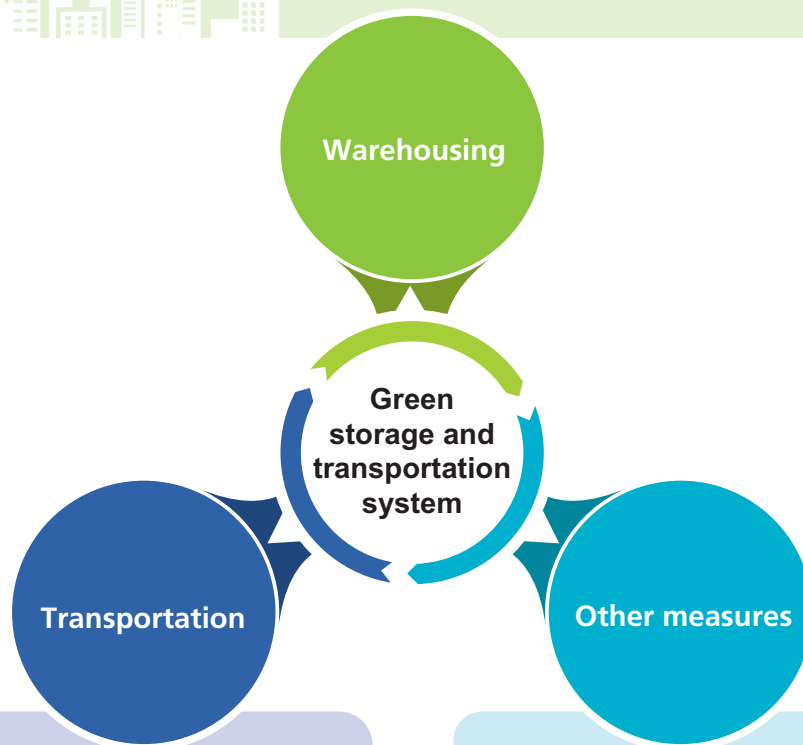 Warehousing
Green
storage and
transportation
system
Transportation
Other measures